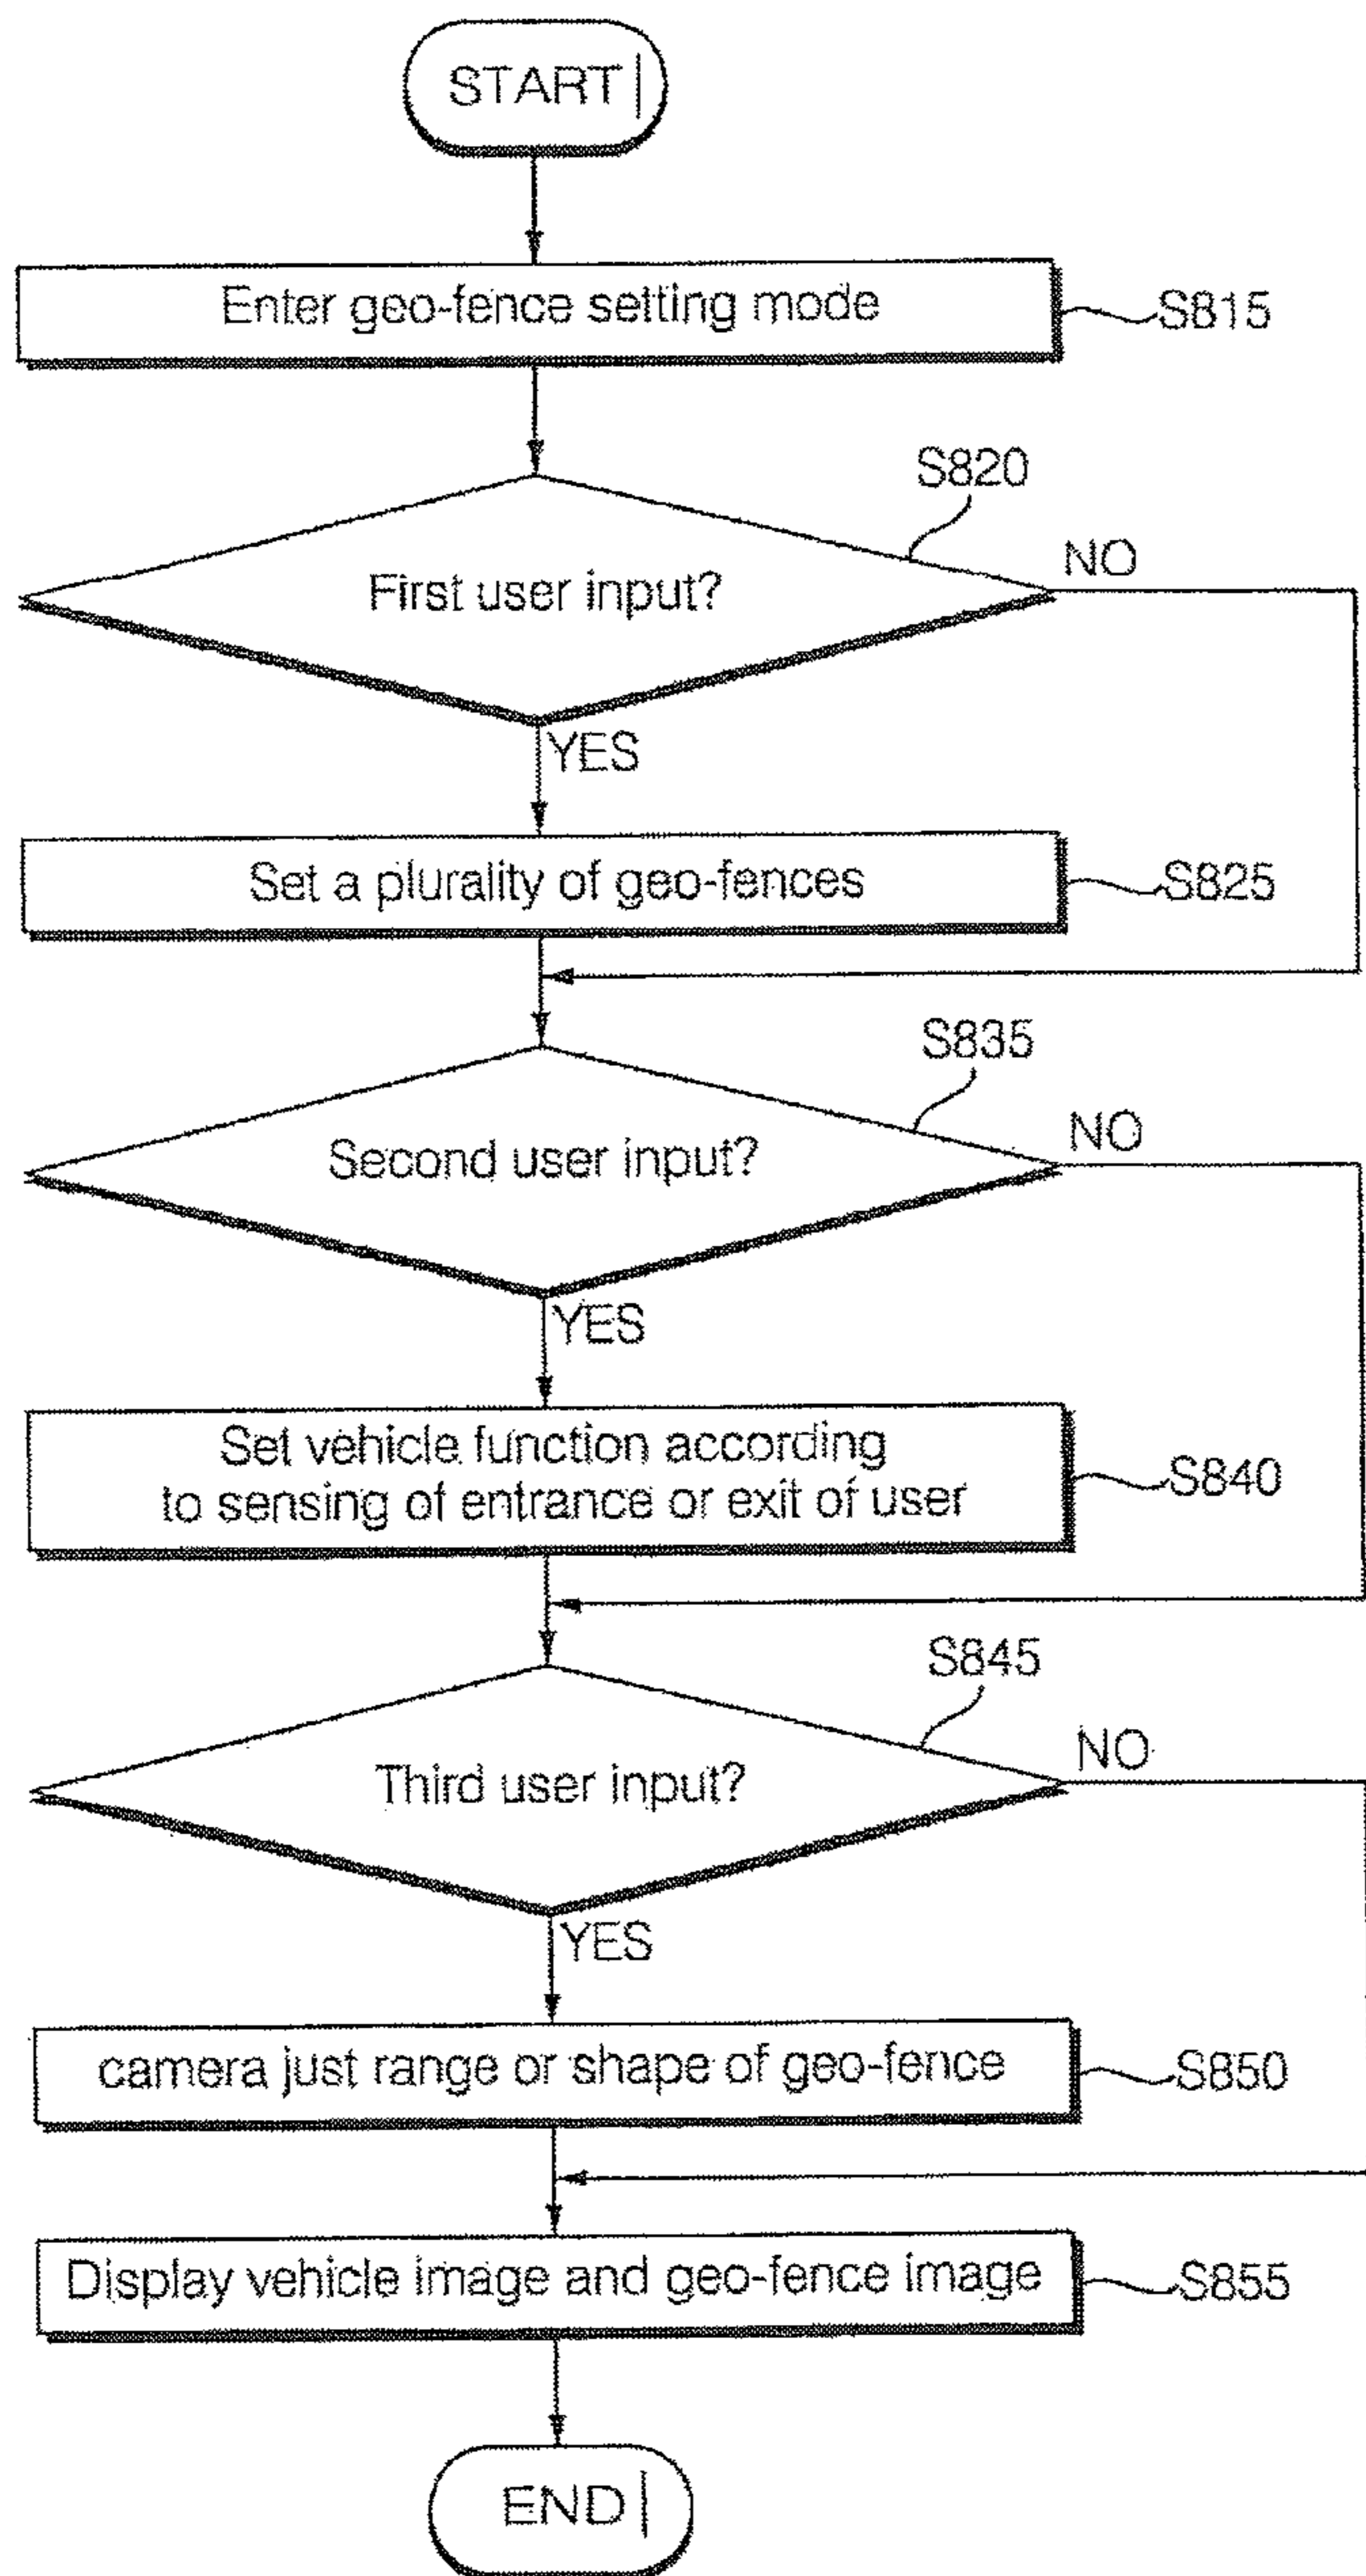 START
Enter geo-fence setting mode
S815
S820
First user input?
NO
YES
Set a plurality of geo-fences
S825
S835
Second user input?
NO
YES
Set vehicle function according
to sensing of entrance or exit of user
S840
S845
Third user input?
NO
YES
camera just range or shape of geo-fence
S850
Display vehicle image and geo-fence image
S855
END